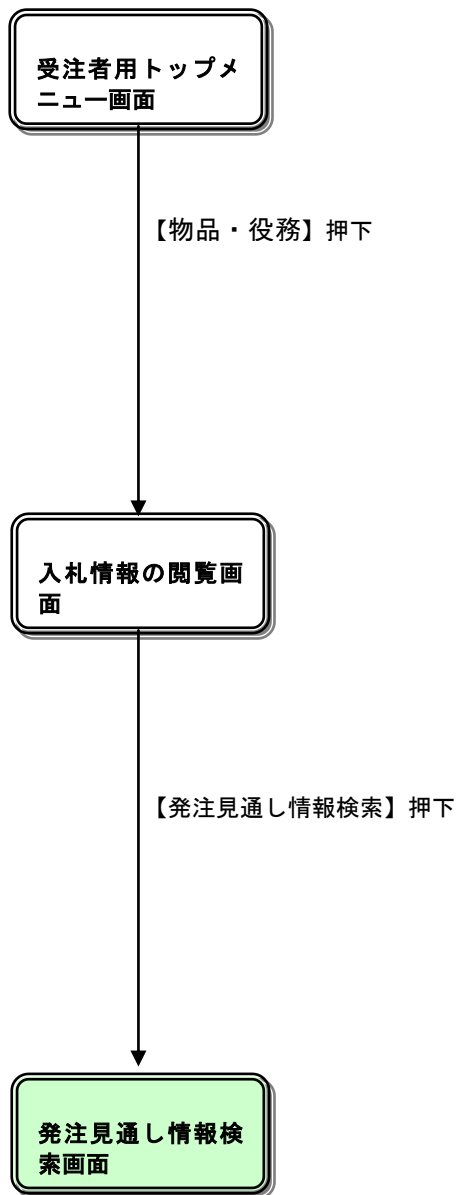 受注者用トップメ
ニュー画面
【物品・役務】押下
入札情報の閲覧画
面
【発注見通し情報検索】押下
発注見通し情報検
索画面